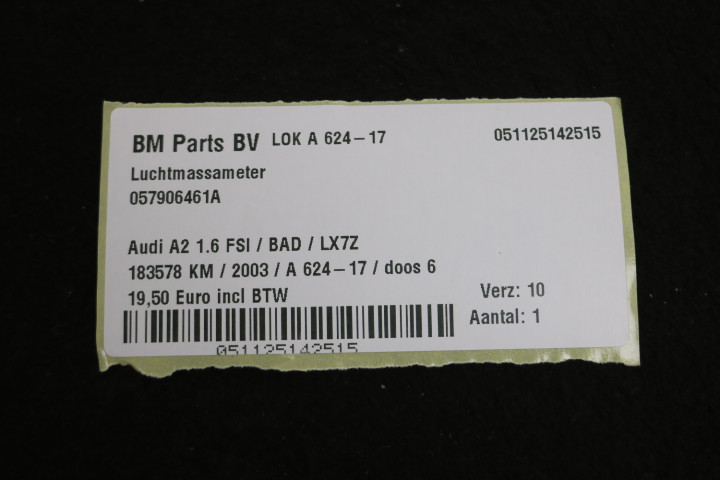 BM Parts BV LOK A 624-17 051125142515
Luchtmassameter
057906461A
Audi A2 1.6 FSI / BAD / LX7Z
183578 KM / 2003 / A 624-17 / doos 6
19,50 Euro incl BTW Verz: 10
Aantal: 1
051125142515